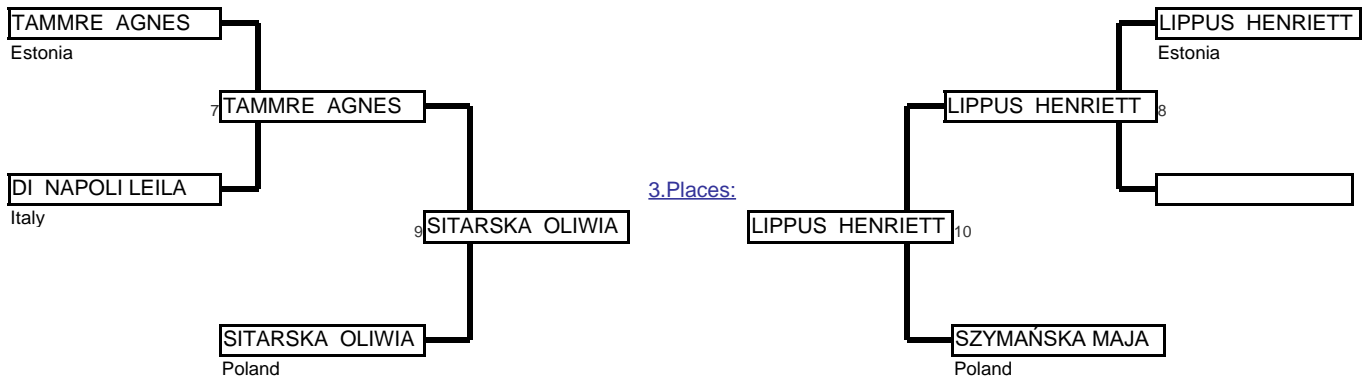 TAMMRE AGNES
Estonia
7 TAMMRE AGNES
DI NAPOLI LEILA
Italy
9 SITARSKA OLIWIA
SITARSKA OLIWIA
Poland
3.Places:
LIPPUS HENRIETT
Estonia
LIPPUS HENRIETT 8
LIPPUS HENRIETT 10
SZYMAŃSKA MAJA
Poland